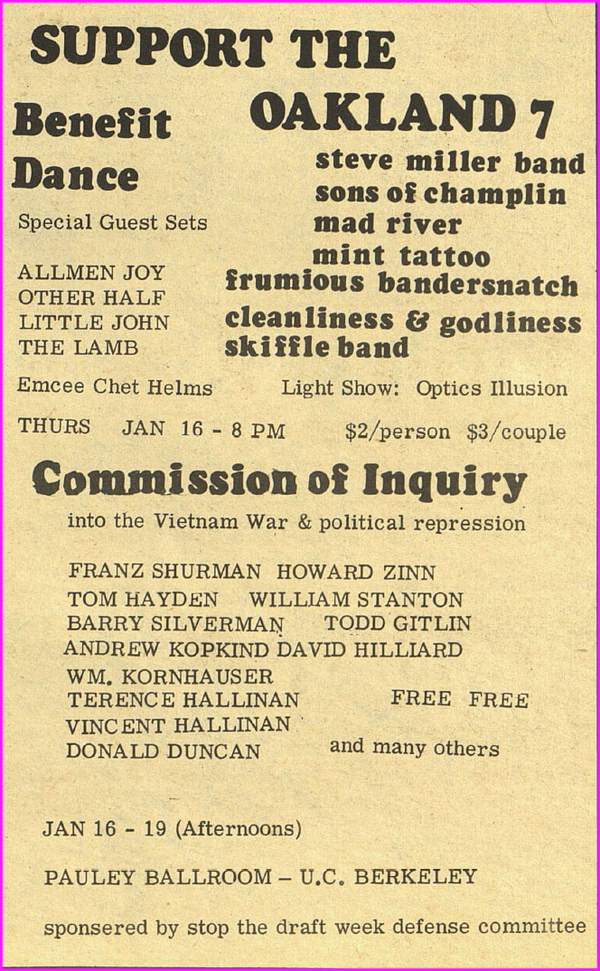 SUPPORT THE
OAKLAND 7
Benefit
Dance
Special Guest Sets
ALLMEN JOY
OTHER HALF
LITTLE JOHN
THE LAMB
steve miller band
sons of champlin
mad river
mint tattoo
frumious bandersnatch
cleanliness & godliness
skiffle band
Emcee Chet Helms Light Show: Optics Illusion
THURS JAN 16 - 8 PM $2/person $3/couple
Commission of Inquiry
into the Vietnam War & political repression
FRANZ SHURMAN HOWARD ZINN
TOM HAYDEN WILLIAM STANTON
BARRY SILVERMAN TODD GITLIN
ANDREW KOPKIND DAVID HILLIARD
WM. KORNHAUSER
TERENCE HALLINAN FREE FREE
VINCENT HALLINAN
DONALD DUNCAN and many others
JAN 16 - 19 (Afternoons)
PAULEY BALLROOM – U.C. BERKELEY
sponsered by stop the draft week defense committee